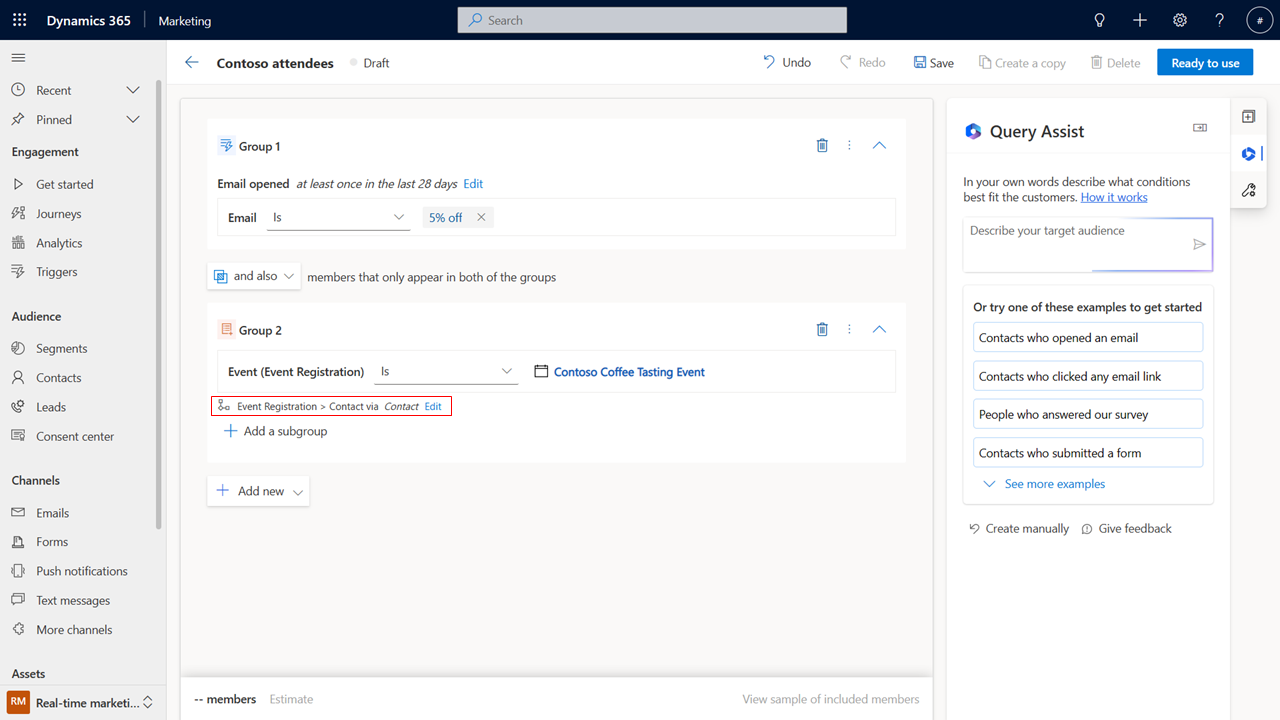 Dynamics 365
Marketing
Search
?
#
Contoso attendees
Draft
Undo
Redo
Save
Create a copy
Delete
Ready to use
Recent
Pinned
Engagement
Get started
Journeys
Analytics
Triggers
Audience
Segments
Contacts
Leads
Consent center
Channels
Emails
Forms
Push notifications
Text messages
More channels
Assets
RM
Real-time marketi...
Group 1
Email opened at least once in the last 28 days Edit
Email
Is
5% off
and also
members that only appear in both of the groups
Group 2
Event (Event Registration)
Is
Contoso Coffee Tasting Event
Event Registration > Contact via Contact Edit
Add a subgroup
Add new
-- members
Estimate
View sample of included members
Query Assist
In your own words describe what conditions
best fit the customers. How it works
Describe your target audience
Or try one of these examples to get started
Contacts who opened an email
Contacts who clicked any email link
People who answered our survey
Contacts who submitted a form
See more examples
Create manually
Give feedback